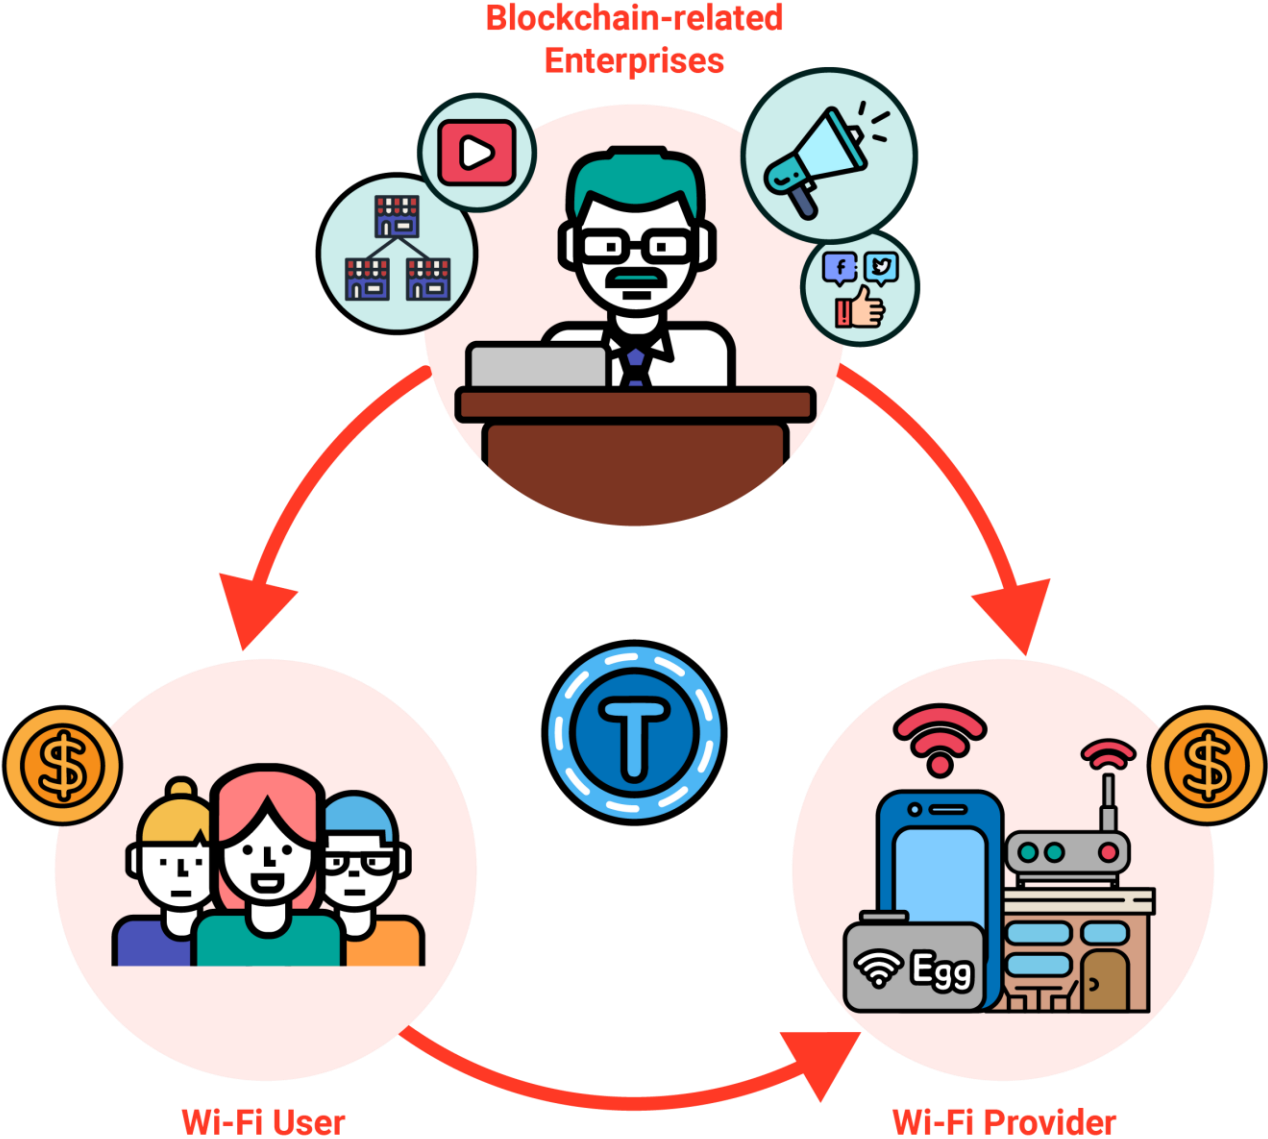 Blockchain-related
Enterprises
f
$
T
$
Egg
Wi-Fi User
Wi-Fi Provider